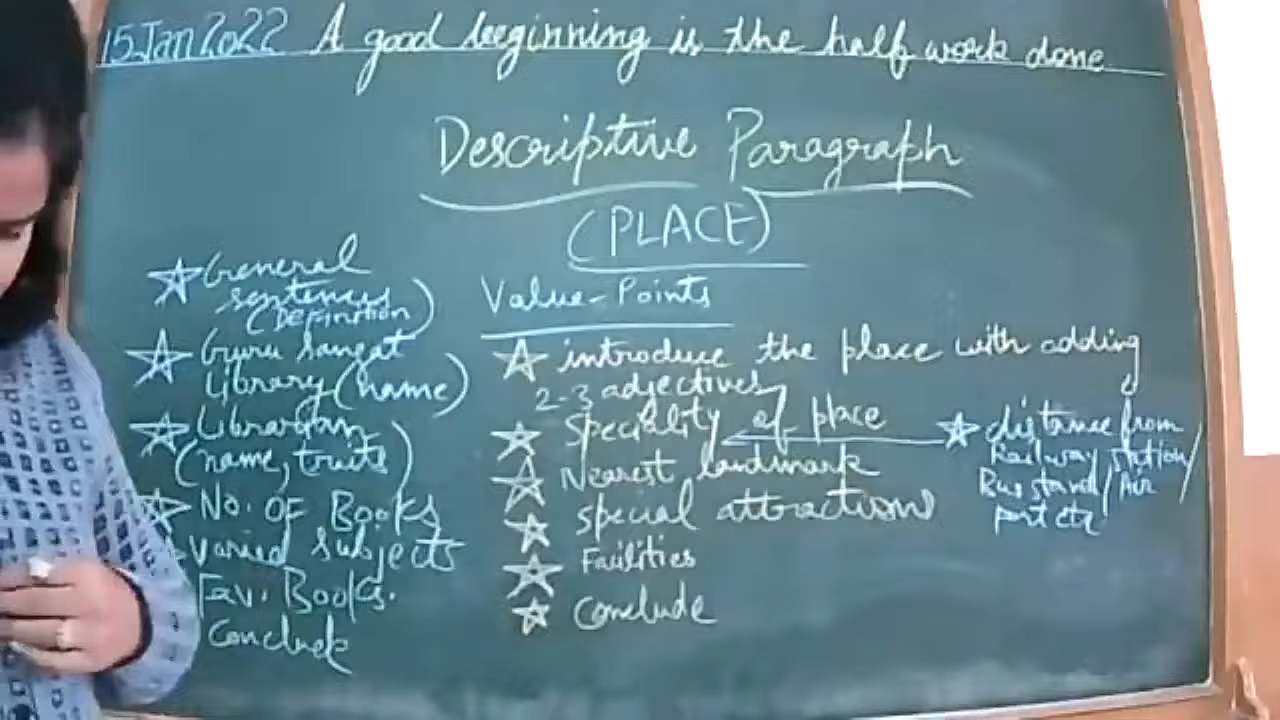 15 Jan 2022 A good beginning is the half work done
Descriptive Paragraph
(PLACE)
General
sentences
(DEFINITION)
Guru Sangat
Library (name)
Librarian
(name, traits)
No. OF Books
Varied subjects
Fav. Books.
Conclude
Value-Points
introduce the place with adding
2-3 adjectives
Speciality of place
Nearest landmark
special attractions
Facilities
Conclude
distance from
Railway station/
Bus stand/Air
port etc